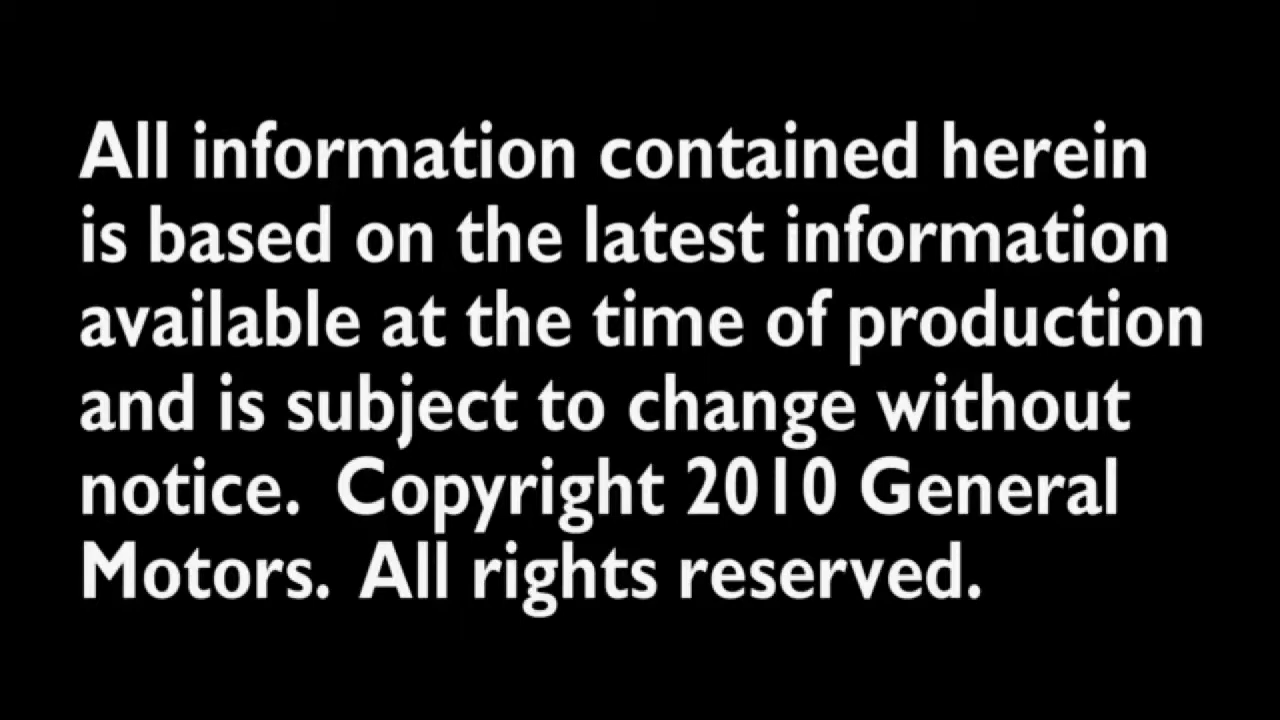 All information contained herein
is based on the latest information
available at the time of production
and is subject to change without
notice.  Copyright 2010 General
Motors.  All rights reserved.